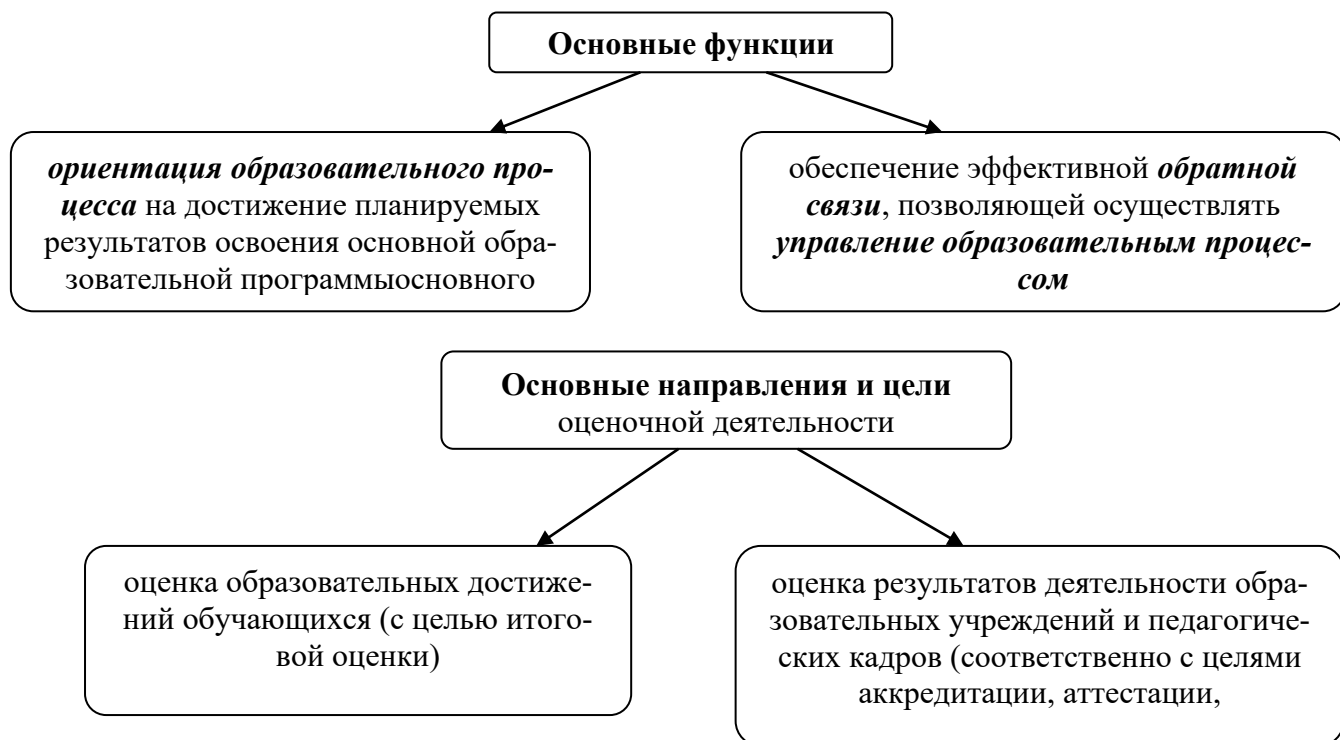 Основные функции
ориентация образовательного про-
цесса на достижение планируемых
результатов освоения основной обра-
зовательной программыосновного
обеспечение эффективной обратной
связи, позволяющей осуществлять
управление образовательным процес-
сом
Основные направления и цели
оценочной деятельности
оценка образовательных достиже-
ний обучающихся (с целью итого-
вой оценки)
оценка результатов деятельности обра-
зовательных учреждений и педагогиче-
ских кадров (соответственно с целями
аккредитации, аттестации,